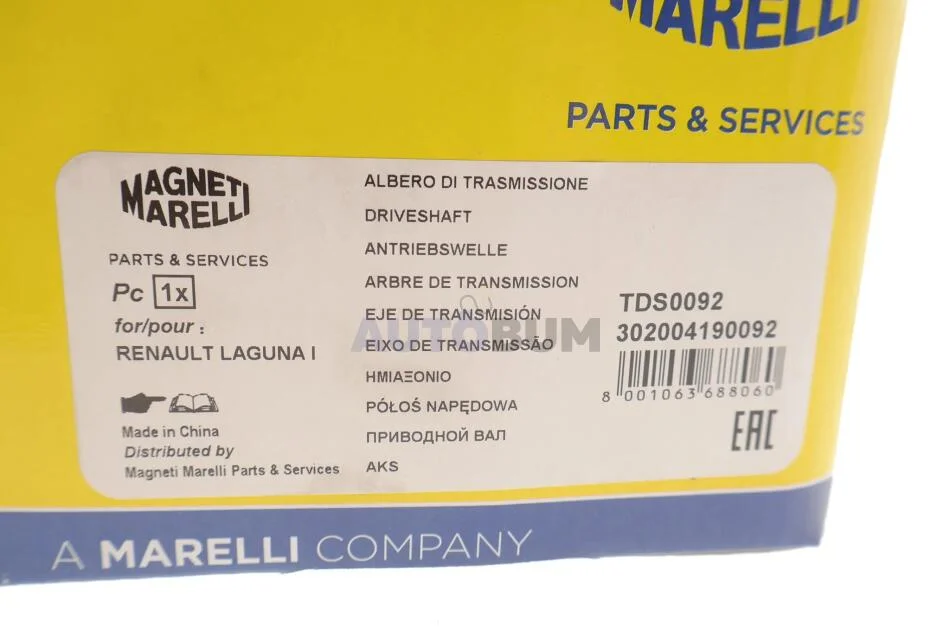 MARELLI
PARTS & SERVICES
MAGNETI
MARELLI
PARTS & SERVICES
Pc 1x
for/pour :
RENAULT LAGUNA I
Made in China
Distributed by
Magneti Marelli Parts & Services
ALBERO DI TRASMISSIONE
DRIVESHAFT
ANTRIEBSWELLE
ARBRE DE TRANSMISSION
EJE DE TRANSMISIÓN
EIXO DE TRANSMISSÃO
ΗΜΙΑΞΟΝΙΟ
PÓŁOŚ NAPĘDOWA
ПРИВОДНОЙ ВАЛ
AKS
AUTOBUM
TDS0092
302004190092
8 001063 688060
EAC
A MARELLI COMPANY